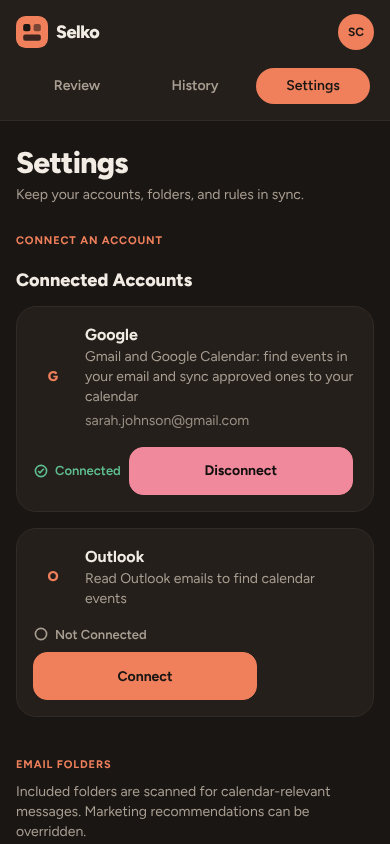 Selko
SC
Review
History
Settings
Settings
Keep your accounts, folders, and rules in sync.
CONNECT AN ACCOUNT
Connected Accounts
Google
G
Gmail and Google Calendar: find events in
your email and sync approved ones to your
calendar
sarah.johnson@gmail.com
Connected
Disconnect
Outlook
O
Read Outlook emails to find calendar
events
Not Connected
Connect
EMAIL FOLDERS
Included folders are scanned for calendar-relevant
messages. Marketing recommendations can be
overridden.